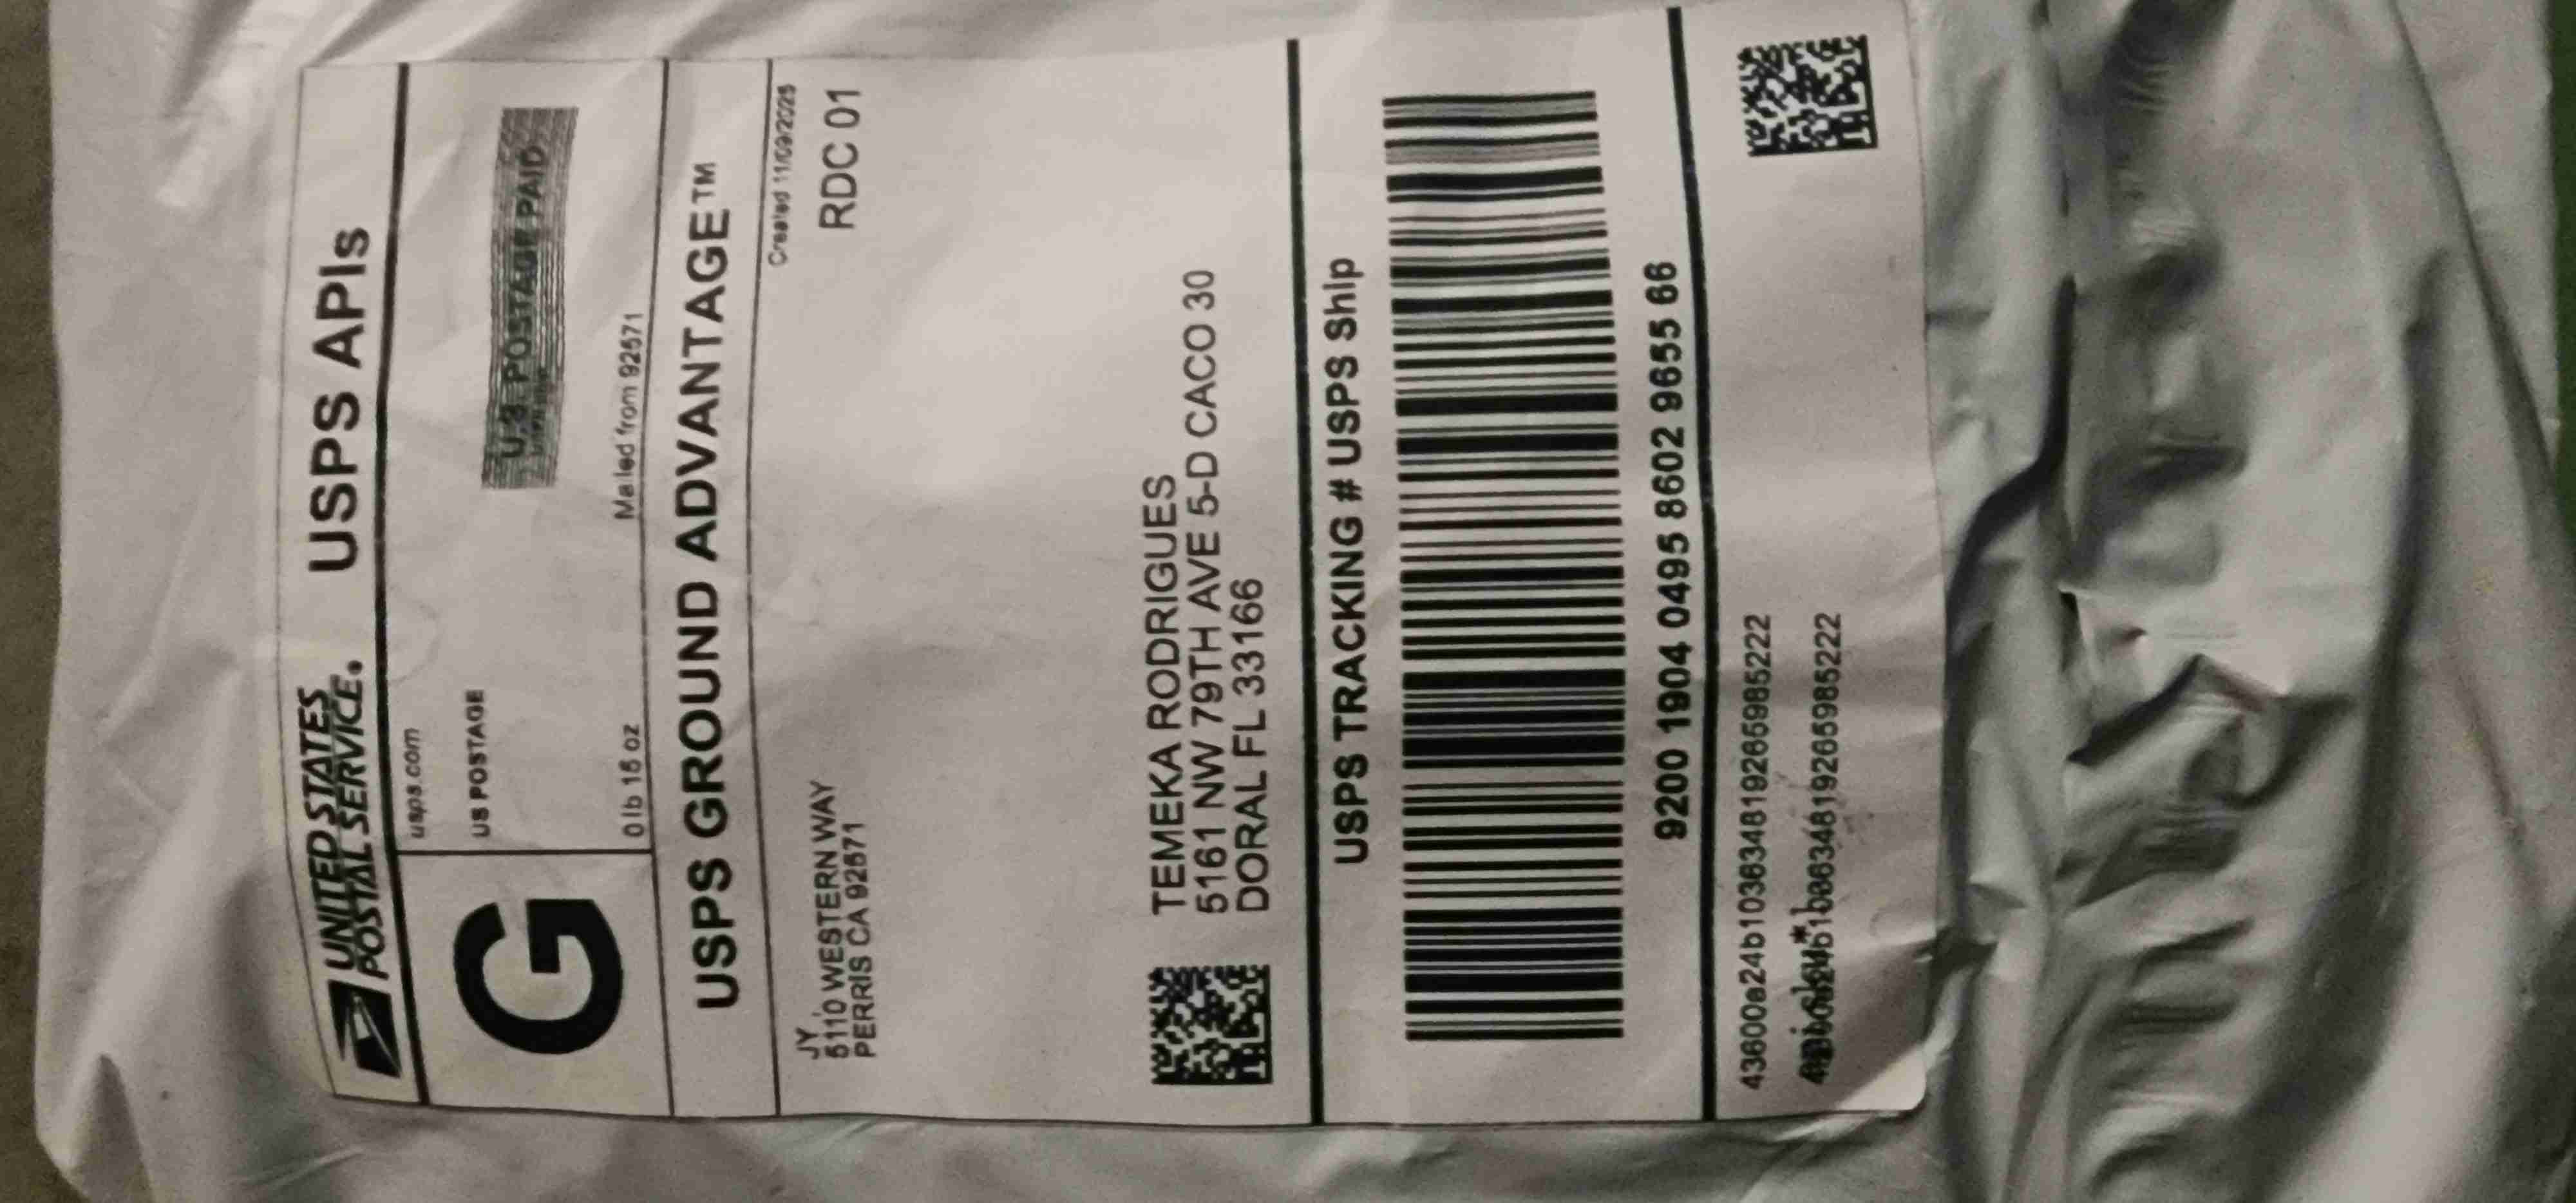 UNITED STATES
POSTAL SERVICE.
USPS APIs
G
usps.com
US POSTAGE
U.S. POSTAGE PAID
0 lb 15 oz
Mailed from 92571
USPS GROUND ADVANTAGE™
Created 11/09/2025
JY ,
5110 WESTERN WAY
PERRIS CA 92571
RDC 01
TEMEKA RODRIGUES
5161 NW 79TH AVE 5-D CACO 30
DORAL FL 33166
USPS TRACKING # USPS Ship
9200 1904 0495 8602 9655 66
43600a24b1036348192659985222